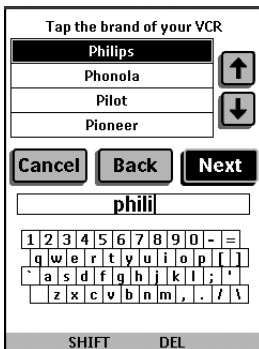 Tap the brand of your VCR
Philips
Phonola
Pilot
Pioneer
Cancel Back Next
phili
1 2 3 4 5 6 7 8 9 0 - =
q w e r t y u i o p [ ]
` a s d f g h j k l ; '
z x c v b n m , . / \
SHIFT DEL